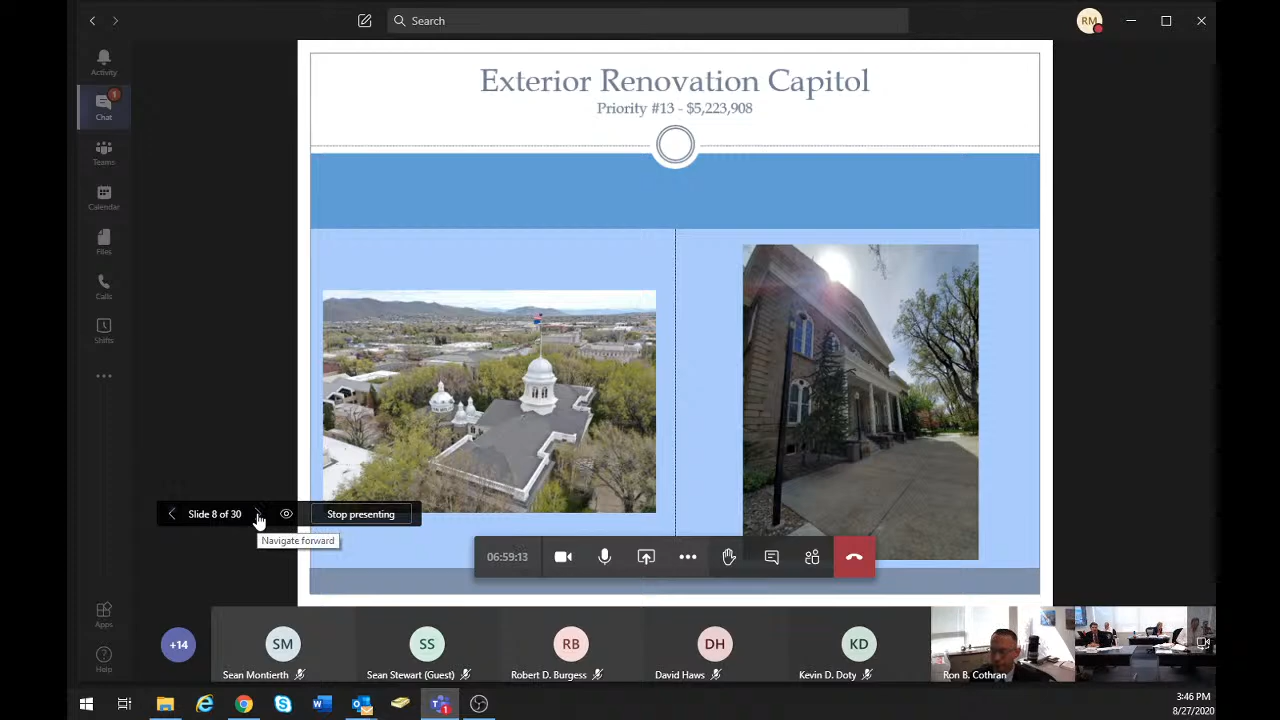 Search
RM
Activity
1
Chat
Teams
Calendar
Files
Calls
Shifts
Apps
Help
Exterior Renovation Capitol
Priority #13 - $5,223,908
Slide 8 of 30
Stop presenting
Navigate forward
06:59:13
+14
SM
Sean Montierth
SS
Sean Stewart (Guest)
RB
Robert D. Burgess
DH
David Haws
KD
Kevin D. Doty
Ron B. Cothran
1
3:46 PM
8/27/2020